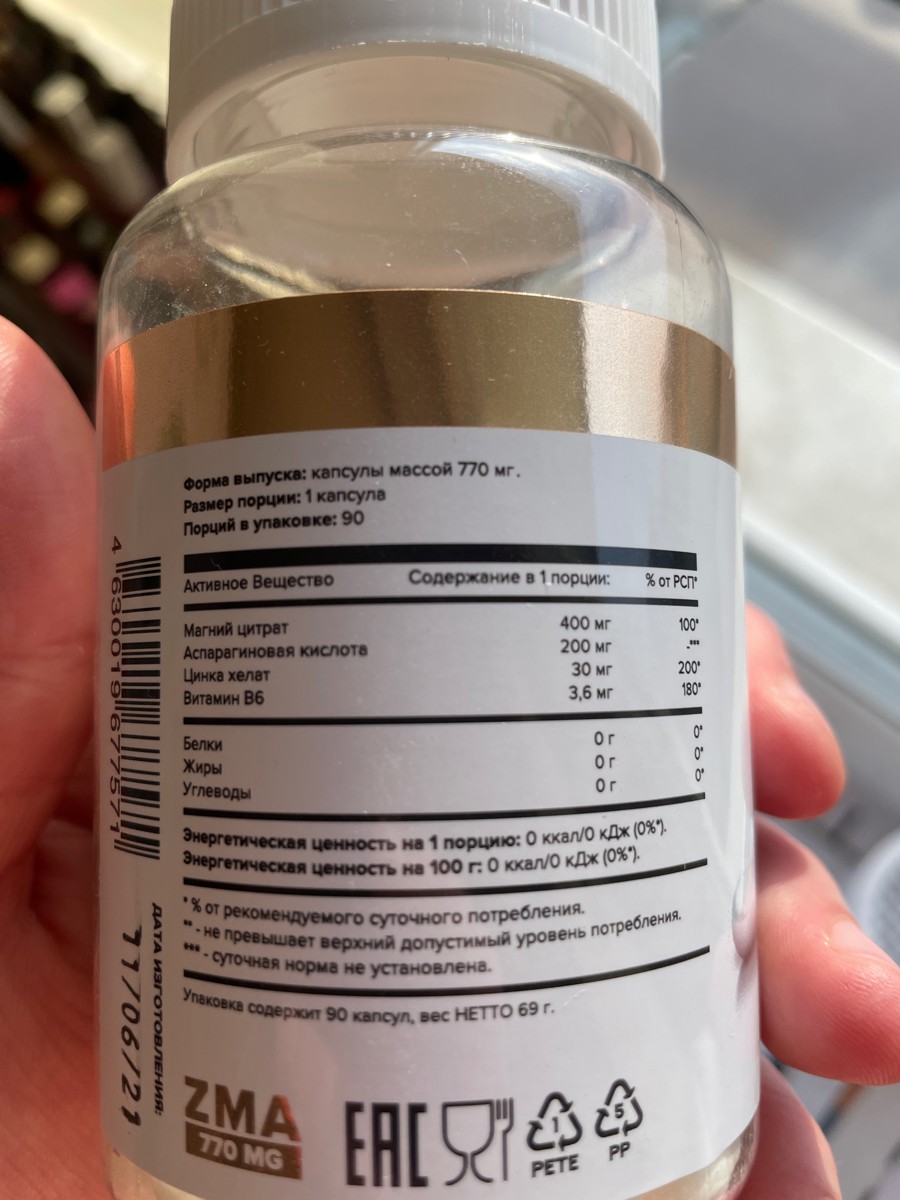 Форма выпуска: капсулы массой 770 мг.
Размер порции: 1 капсула
Порций в упаковке: 90
Активное Вещество Содержание в 1 порции: % от РСП*
Магний цитрат 400 мг 100*
Аспарагиновая кислота 200 мг -***
Цинка хелат 30 мг 200*
Витамин В6 3,6 мг 180*
Белки 0 г 0*
Жиры 0 г 0*
Углеводы 0 г 0*
Энергетическая ценность на 1 порцию: 0 ккал/0 кДж (0%*).
Энергетическая ценность на 100 г: 0 ккал/0 кДж (0%*).
* % от рекомендуемого суточного потребления.
** - не превышает верхний допустимый уровень потребления.
*** - суточная норма не установлена.
Упаковка содержит 90 капсул, вес НЕТТО 69 г.
ZMA
770 MG
EAC
1
PETE
5
PP
4 630019 677571
ДАТА ИЗГОТОВЛЕНИЯ:
11706/21